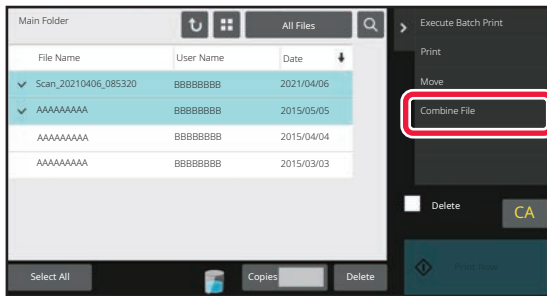 Main Folder
All Files
File Name User Name Date
Scan_20210406_085320 BBBBBBBB 2021/04/06
AAAAAAAAA BBBBBBBB 2015/05/05
AAAAAAAAA BBBBBBBB 2015/04/04
AAAAAAAAA BBBBBBBB 2015/03/03
Select All
Copies
Delete
Execute Batch Print
Print
Move
Combine File
Delete
CA
Print Now